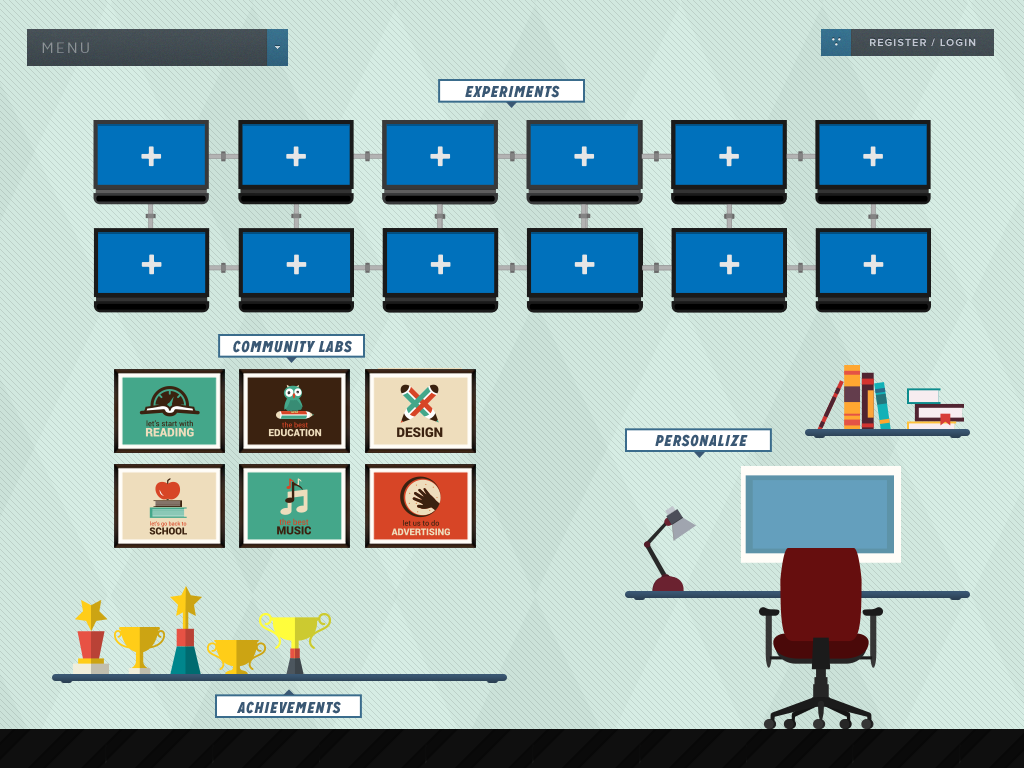 MENU
REGISTER / LOGIN
EXPERIMENTS
COMMUNITY LABS
let's start with
READING
the best
EDUCATION
DESIGN
let's go back to
SCHOOL
the best
MUSIC
let us to do
ADVERTISING
PERSONALIZE
ACHIEVEMENTS